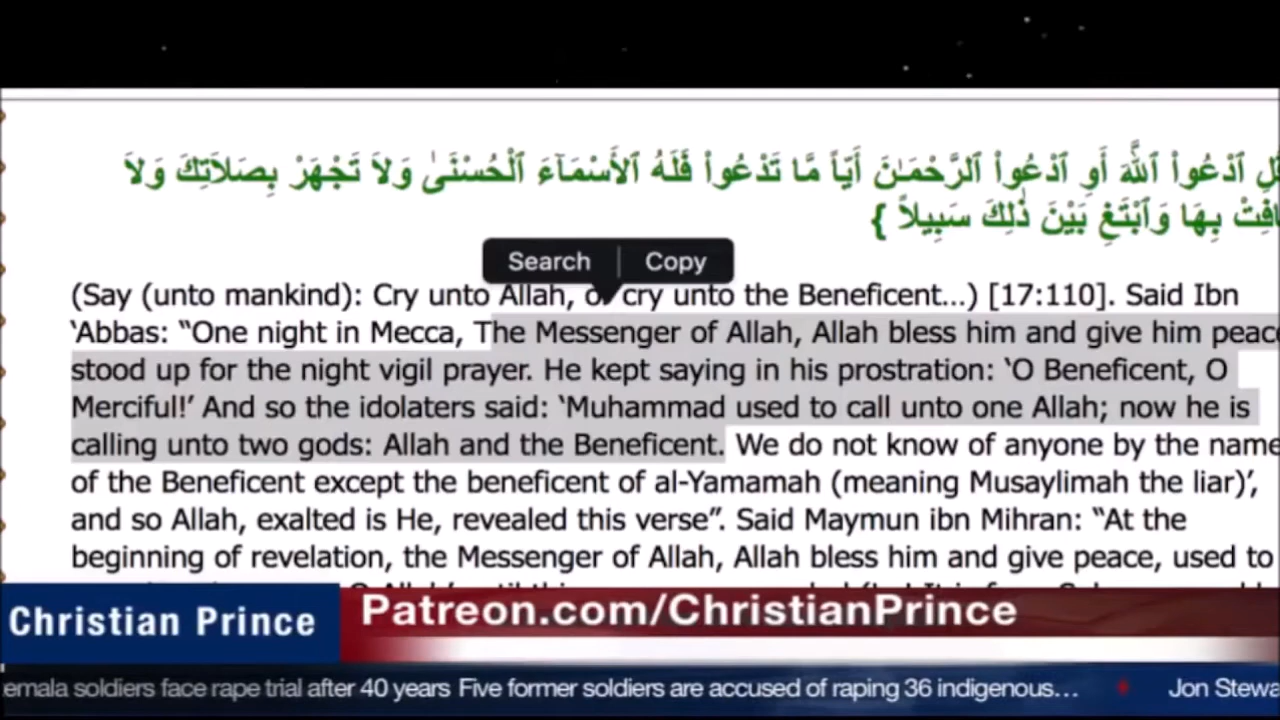 قُلِ ٱدْعُواْ ٱللَّهَ أَوِ ٱدْعُواْ ٱلرَّحْمَـٰنَ أَيّاً مَّا تَدْعُواْ فَلَهُ ٱلأَسْمَآءَ ٱلْحُسْنَىٰ وَلاَ تَجْهَرْ بِصَلاَتِكَ وَلاَ
بِهَا وَٱبْتَغِ بَيْنَ ذٰلِكَ سَبِيلاً }
Search Copy
(Say (unto mankind): Cry unto Allah, or cry unto the Beneficent...) [17:110]. Said Ibn
‘Abbas: “One night in Mecca, The Messenger of Allah, Allah bless him and give him peace
stood up for the night vigil prayer. He kept saying in his prostration: ‘O Beneficent, O
Merciful!’ And so the idolaters said: ‘Muhammad used to call unto one Allah; now he is
calling unto two gods: Allah and the Beneficent. We do not know of anyone by the name
of the Beneficent except the beneficent of al-Yamamah (meaning Musaylimah the liar)’,
and so Allah, exalted is He, revealed this verse”. Said Maymun ibn Mihran: “At the
beginning of revelation, the Messenger of Allah, Allah bless him and give peace, used to
Christian Prince
Patreon.com/ChristianPrince
emala soldiers face rape trial after 40 years Five former soldiers are accused of raping 36 indigenous... Jon Stewa